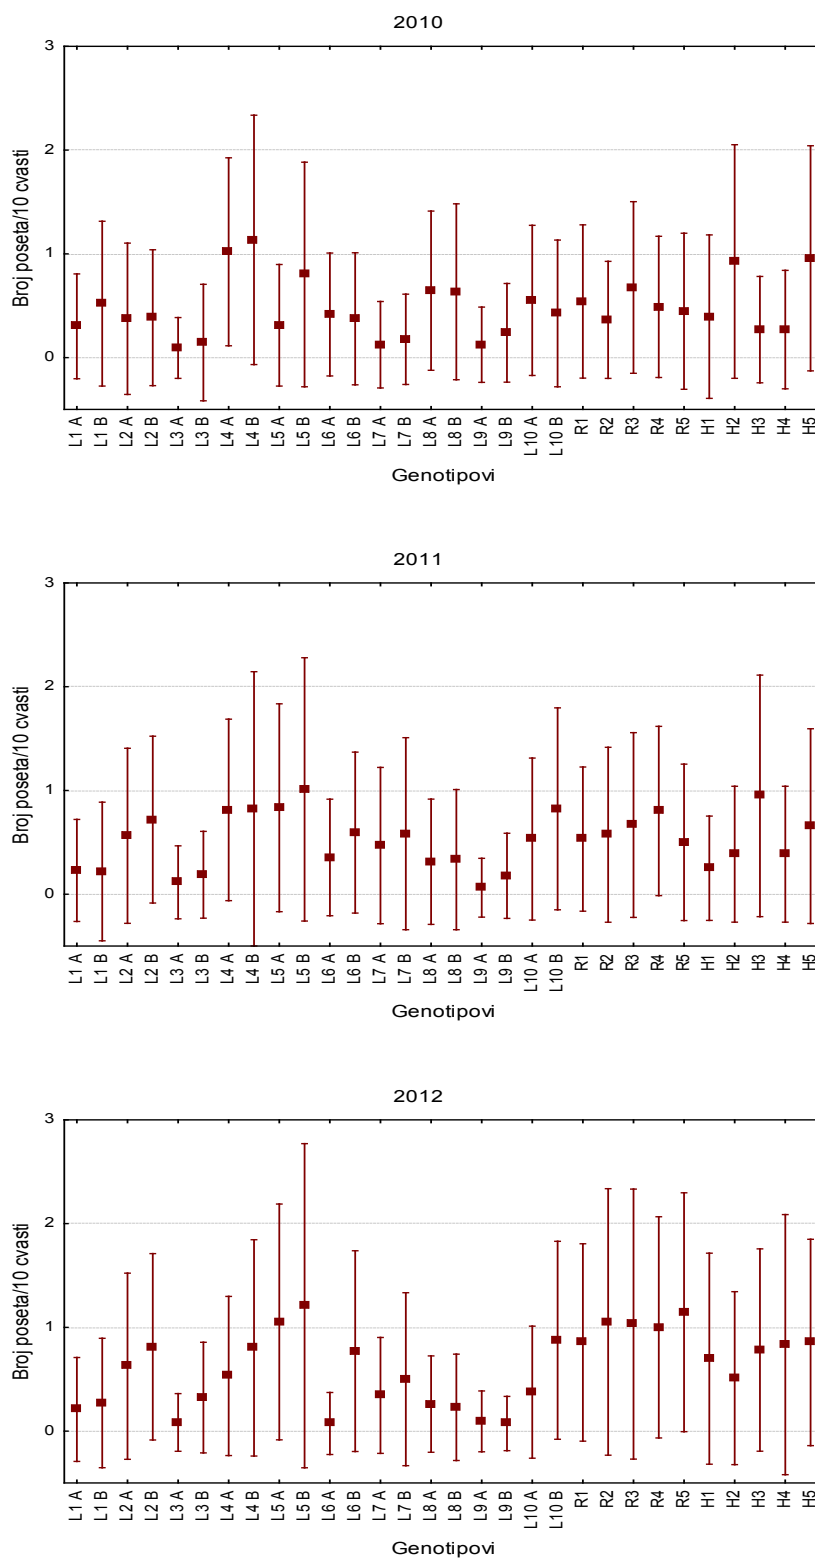 2010
3
2
1
0
Broj poseta/10 cvasti
L1 A L1 B L2 A L2 B L3 A L3 B L4 A L4 B L5 A L5 B L6 A L6 B L7 A L7 B L8 A L8 B L9 A L9 B L10 A L10 B R1 R2 R3 R4 R5 H1 H2 H3 H4 H5
Genotipovi
2011
3
2
1
0
Broj poseta/10 cvasti
L1 A L1 B L2 A L2 B L3 A L3 B L4 A L4 B L5 A L5 B L6 A L6 B L7 A L7 B L8 A L8 B L9 A L9 B L10 A L10 B R1 R2 R3 R4 R5 H1 H2 H3 H4 H5
Genotipovi
2012
3
2
1
0
Broj poseta/10 cvasti
L1 A L1 B L2 A L2 B L3 A L3 B L4 A L4 B L5 A L5 B L6 A L6 B L7 A L7 B L8 A L8 B L9 A L9 B L10 A L10 B R1 R2 R3 R4 R5 H1 H2 H3 H4 H5
Genotipovi